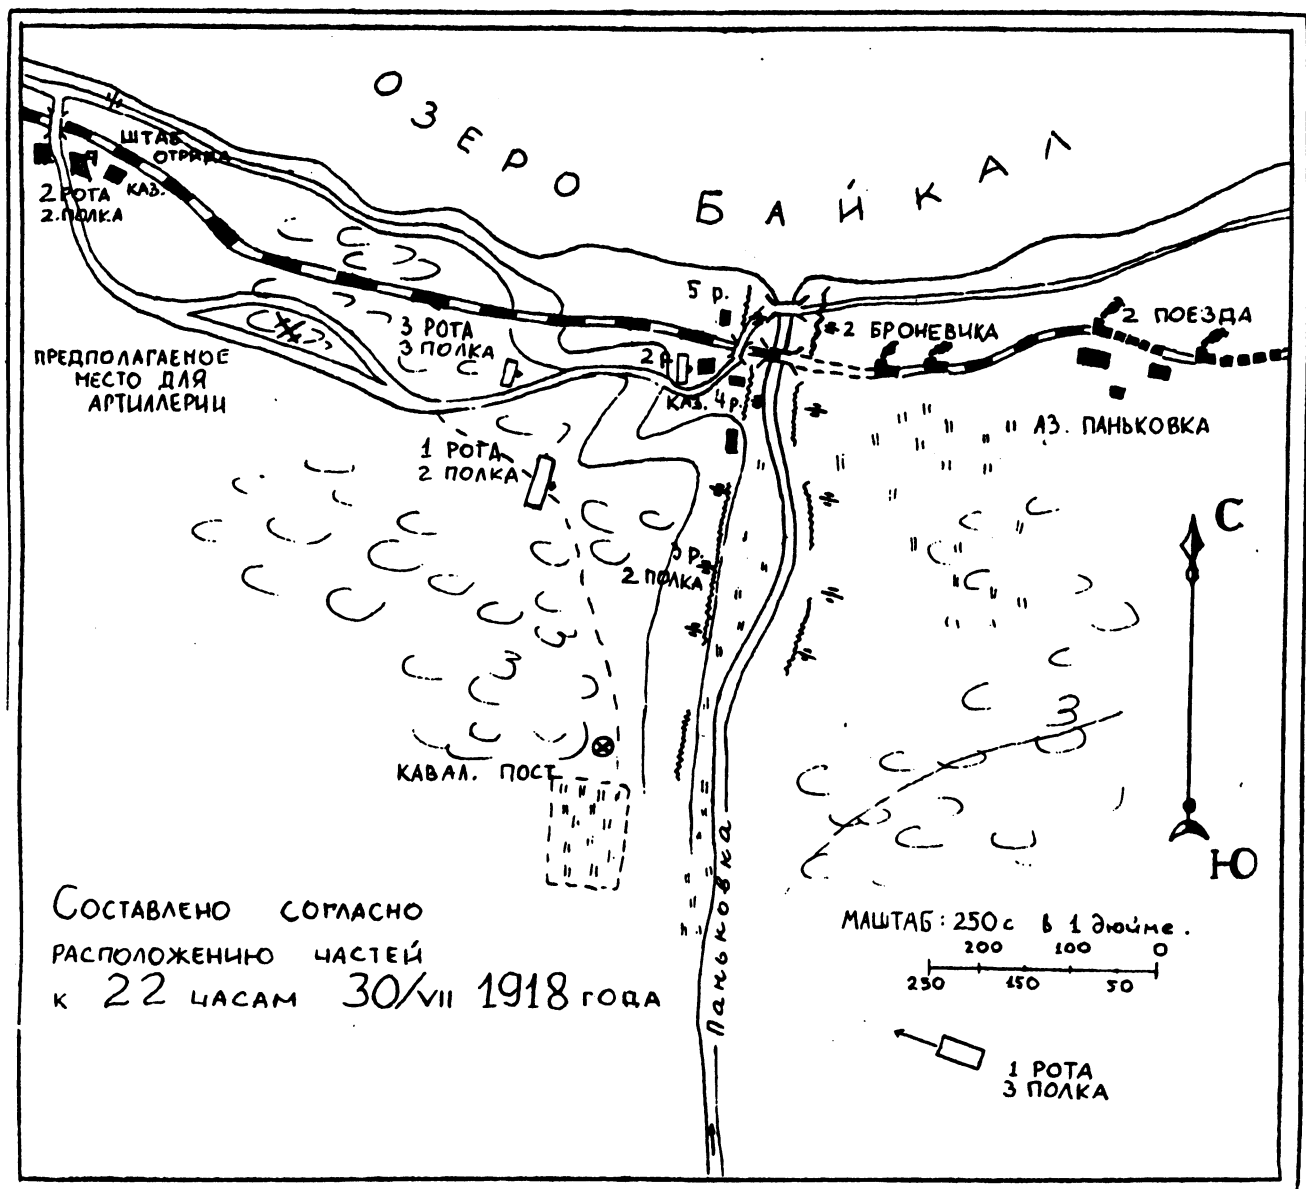 ОЗЕРО БАЙКАЛ
ШТАБ
ОТРЯДА
КАЗ.
2 РОТА
2. ПОЛКА
5 р.
3 РОТА
3 ПОЛКА
2 БРОНЕВИКА
2 ПОЕЗДА
ПРЕДПОЛАГАЕМОЕ
МЕСТО ДЛЯ
АРТИЛЛЕРИИ
КАЗ. 4 р.
АЗ. ПАНЬКОВКА
1 РОТА
2 ПОЛКА
С
р.
2 ПОЛКА
КАВАЛ. ПОСТ
Ю
Паньковка
СОСТАВЛЕНО СОГЛАСНО
РАСПОЛОЖЕНИЮ ЧАСТЕЙ
К 22 ЧАСАМ 30/VII 1918 ГОДА
МАШТАБ: 250 с в 1 дюйме.
200 100 0
250 150 50
1 РОТА
3 ПОЛКА